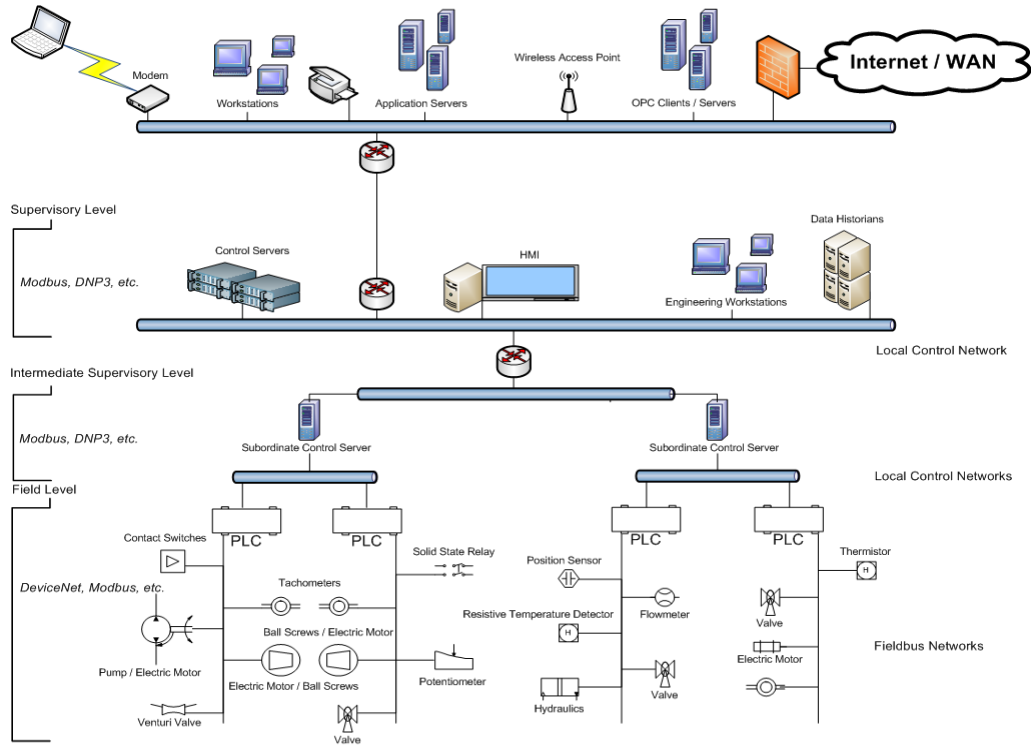 Internet / WAN
Wireless Access Point
Modem
Workstations
Application Servers
OPC Clients / Servers
Supervisory Level
Data Historians
Control Servers
HMI
Modbus, DNP3, etc.
Engineering Workstations
Local Control Network
Intermediate Supervisory Level
Modbus, DNP3, etc.
Subordinate Control Server
Subordinate Control Server
Local Control Networks
Field Level
PLC
PLC
PLC
PLC
Contact Switches
Solid State Relay
Position Sensor
Thermistor
H
DeviceNet, Modbus, etc.
Tachometers
Resistive Temperature Detector
H
Flowmeter
Valve
Ball Screws / Electric Motor
Fieldbus Networks
Electric Motor
Pump / Electric Motor
Electric Motor / Ball Screws
Potentiometer
Valve
Hydraulics
Venturi Valve
Valve